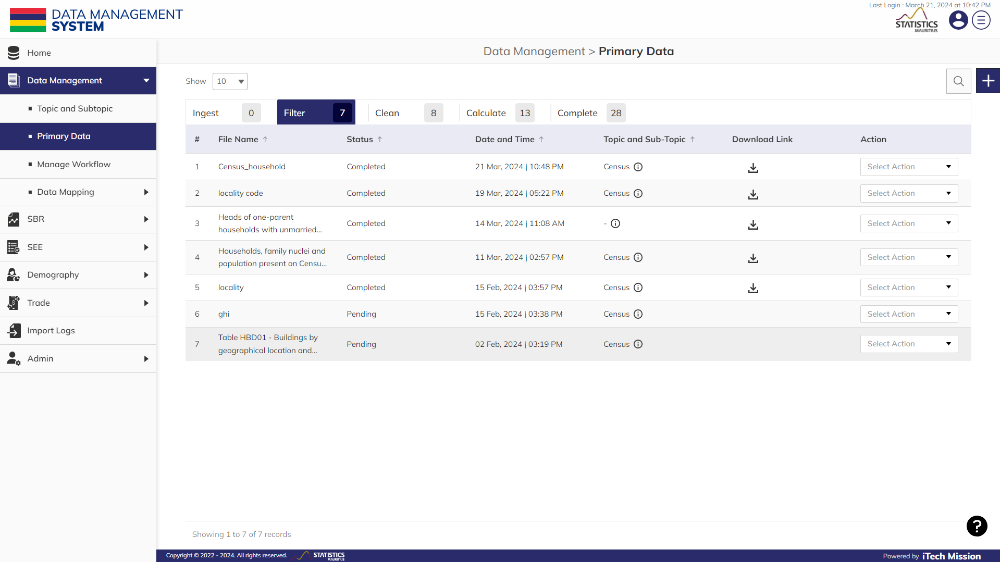 Last Login : March 21, 2024 at 10:42 PM
DATA MANAGEMENT
SYSTEM
STATISTICS
MAURITIUS
Home
Data Management
Topic and Subtopic
Primary Data
Manage Workflow
Data Mapping
SBR
SEE
Demography
Trade
Import Logs
Admin
Data Management > Primary Data
Show 10
Ingest 0 Filter 7 Clean 8 Calculate 13 Complete 28
# File Name ↑ Status ↑ Date and Time ↑ Topic and Sub-Topic ↑ Download Link Action
1 Census_household Completed 21 Mar, 2024 | 10:48 PM Census Select Action
2 locality code Completed 19 Mar, 2024 | 05:22 PM Census Select Action
3 Heads of one-parent
households with unmarried... Completed 14 Mar, 2024 | 11:08 AM - Select Action
4 Households, family nuclei and
population present on Censu... Completed 11 Mar, 2024 | 02:57 PM Census Select Action
5 locality Completed 15 Feb, 2024 | 03:57 PM Census Select Action
6 ghi Pending 15 Feb, 2024 | 03:38 PM Census Select Action
7 Table HBD01 - Buildings by
geographical location and... Pending 02 Feb, 2024 | 03:19 PM Census Select Action
Showing 1 to 7 of 7 records
?
Copyright © 2022 - 2024. All rights reserved. STATISTICS
MAURITIUS
Powered by iTech Mission